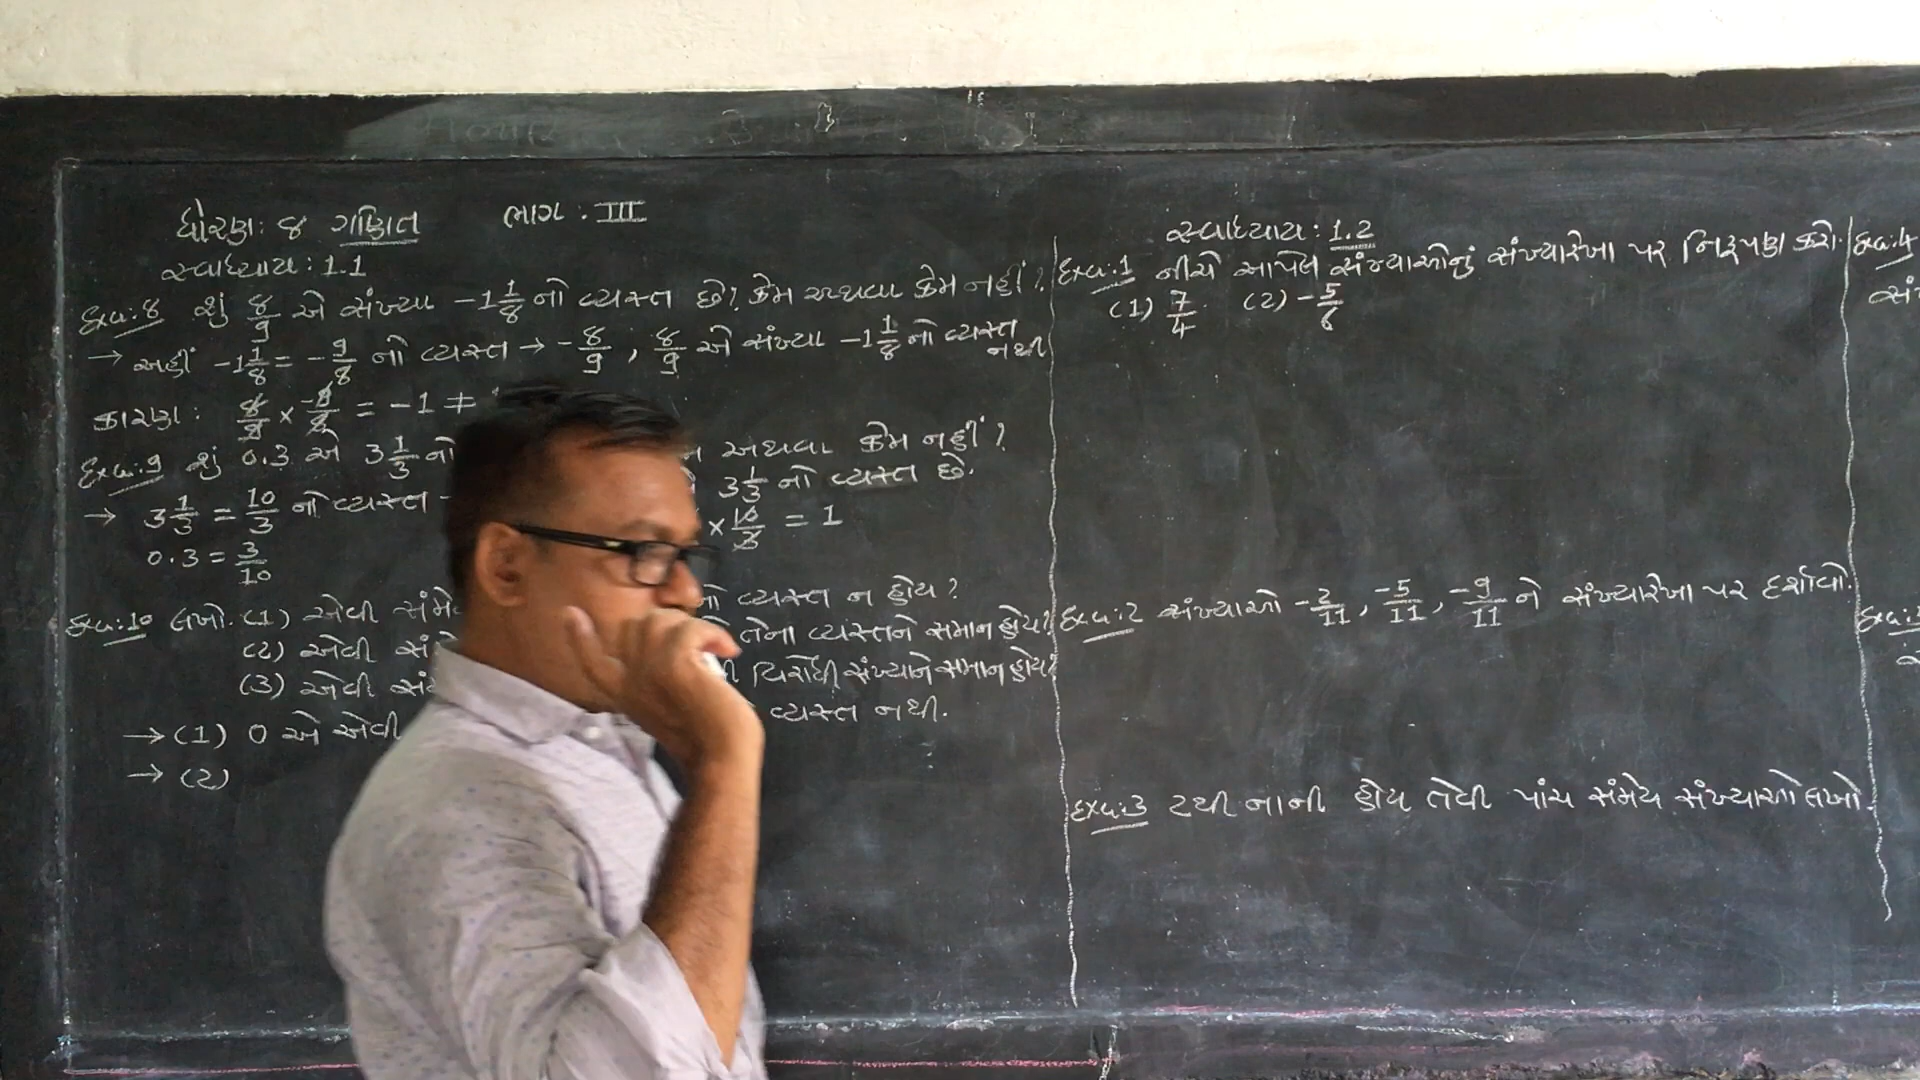 ધોરણ: ૮ ગણિત ભાગ: III
સ્વાધ્યાય: 1.1
દા: 8 શું 8/9 એ સંખ્યા -1 1/8 નો વ્યસ્ત છે? કેમ અથવા કેમ નહીં?
→ અહીં -1 1/8 = -9/8 નો વ્યસ્ત → -8/9 , 8/9 એ સંખ્યા -1 1/8 નો વ્યસ્ત નથી
કારણ: 8/9 × -9/8 = -1 ≠
દા: 9 શું 0.3 એ 3 1/3 નો અથવા કેમ નહીં?
→ 3 1/3 = 10/3 નો વ્યસ્ત 3 1/3 નો વ્યસ્ત છે.
0.3 = 3/10 × 10/3 = 1
દા: 10 લખો. (1) એવી વ્યસ્ત ન હોય?
(2) એવી તેના વ્યસ્તને સમાન હોય?
(3) એવી વિરોધી સંખ્યાને સમાન હોય?
→ (1) 0 એ એવી વ્યસ્ત નથી.
→ (2)
સ્વાધ્યાય: 1.2
દા: 1 નીચે આપેલ સંખ્યાઓનું સંખ્યારેખા પર નિરૂપણ કરો.
(1) 7/4 (2) -5/6
દા: 2 સંખ્યાઓ -2/11, -5/11, -9/11 ને સંખ્યારેખા પર દર્શાવો.
દા: 3 2થી નાની હોય તેવી પાંચ સંમેય સંખ્યાઓ લખો.
દા: 4